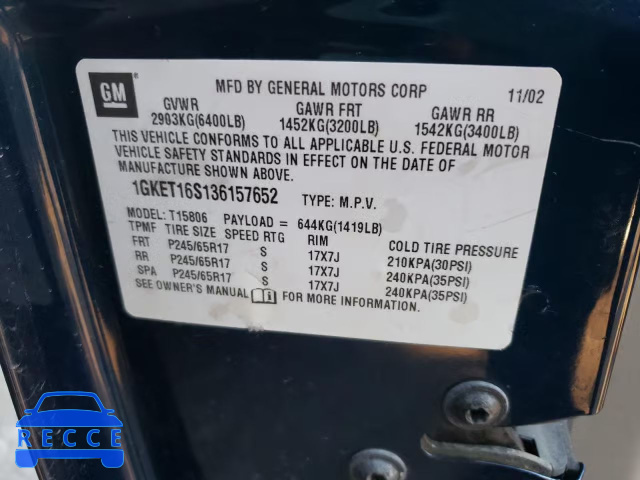 GM ®
MFD BY GENERAL MOTORS CORP 11/02
GVWR GAWR FRT GAWR RR
2903KG(6400LB) 1452KG(3200LB) 1542KG(3400LB)
THIS VEHICLE CONFORMS TO ALL APPLICABLE U.S. FEDERAL MOTOR
VEHICLE SAFETY STANDARDS IN EFFECT ON THE DATE OF
MANUFACTURE SHOWN ABOVE.
1GKET16S136157652 TYPE: M.P.V.
MODEL: T15806 PAYLOAD = 644KG(1419LB)
TPMF TIRE SIZE SPEED RTG RIM COLD TIRE PRESSURE
FRT P245/65R17 S 17X7J 210KPA(30PSI)
RR P245/65R17 S 17X7J 240KPA(35PSI)
SPA P245/65R17 S 17X7J 240KPA(35PSI)
SEE OWNER'S MANUAL FOR MORE INFORMATION.
RECCE